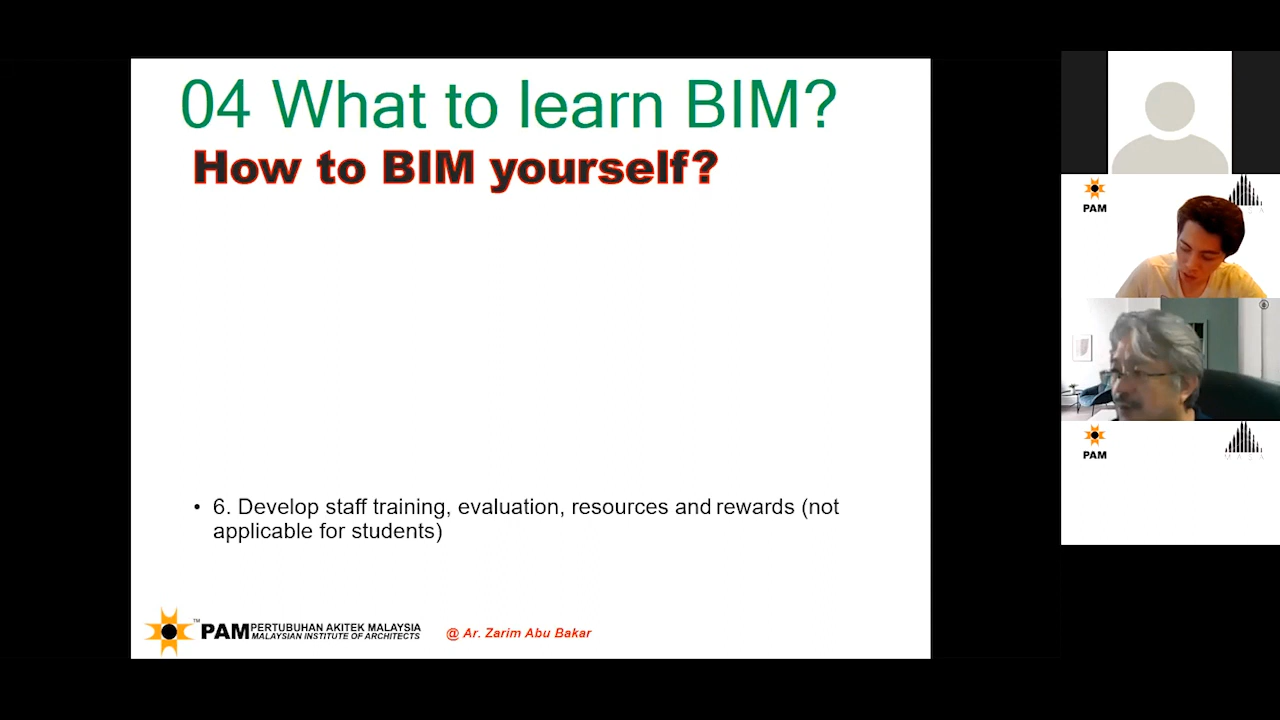 04 What to learn BIM?
How to BIM yourself?
• 6. Develop staff training, evaluation, resources and rewards (not
applicable for students)
PAM
™
PERTUBUHAN AKITEK MALAYSIA
MALAYSIAN INSTITUTE OF ARCHITECTS
@ Ar. Zarim Abu Bakar
PAM
PAM